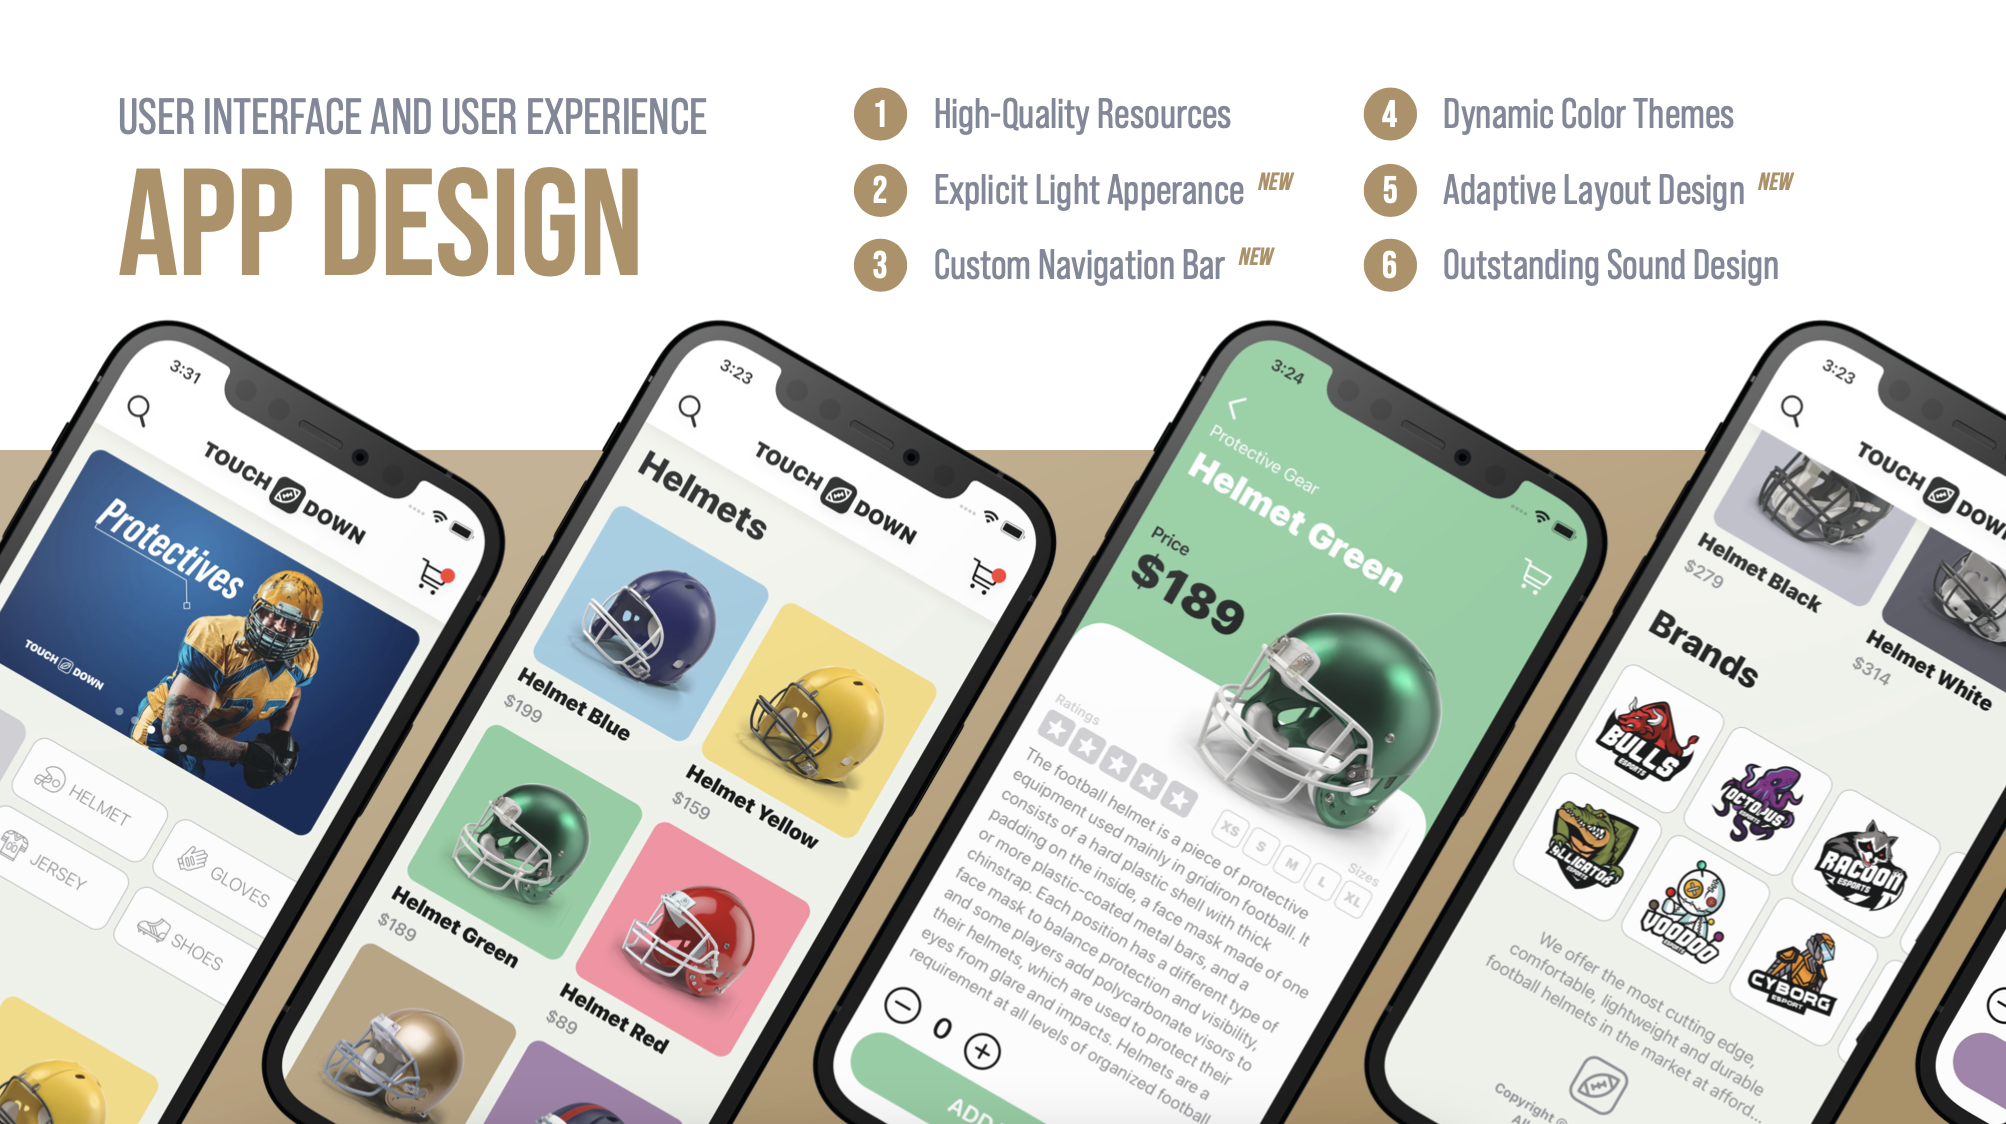 USER INTERFACE AND USER EXPERIENCE
APP DESIGN
1 High-Quality Resources
2 Explicit Light Apperance NEW
3 Custom Navigation Bar NEW
4 Dynamic Color Themes
5 Adaptive Layout Design NEW
6 Outstanding Sound Design
3:31
TOUCH DOWN
Protectives
TOUCH DOWN
HELMET
JERSEY
GLOVES
SHOES
3:23
TOUCH DOWN
Helmets
Helmet Blue
$199
Helmet Yellow
$159
Helmet Green
$189
Helmet Red
$89
3:24
Protective Gear
Helmet Green
Price
$189
Ratings
Sizes
XS S M L XL
The football helmet is a piece of protective
equipment used mainly in gridiron football. It
consists of a hard plastic shell with thick
padding on the inside, a face mask made of one
or more plastic-coated metal bars, and a
chinstrap. Each position has a different type of
face mask to balance protection and visibility,
and some players add polycarbonate visors to
their helmets, which are used to protect their
eyes from glare and impacts. Helmets are a
requirement at all levels of organized football
0
ADD
3:23
TOUCH DOWN
Helmet Black
$279
Helmet White
$314
Brands
BULLS
ESPORTS
OCTOPUS
ESPORTS
RACOON
ESPORTS
ALLIGATOR
VOODOO
CYBORG
ESPORT
We offer the most cutting edge,
comfortable, lightweight and durable
football helmets in the market at afford...
Copyright ©